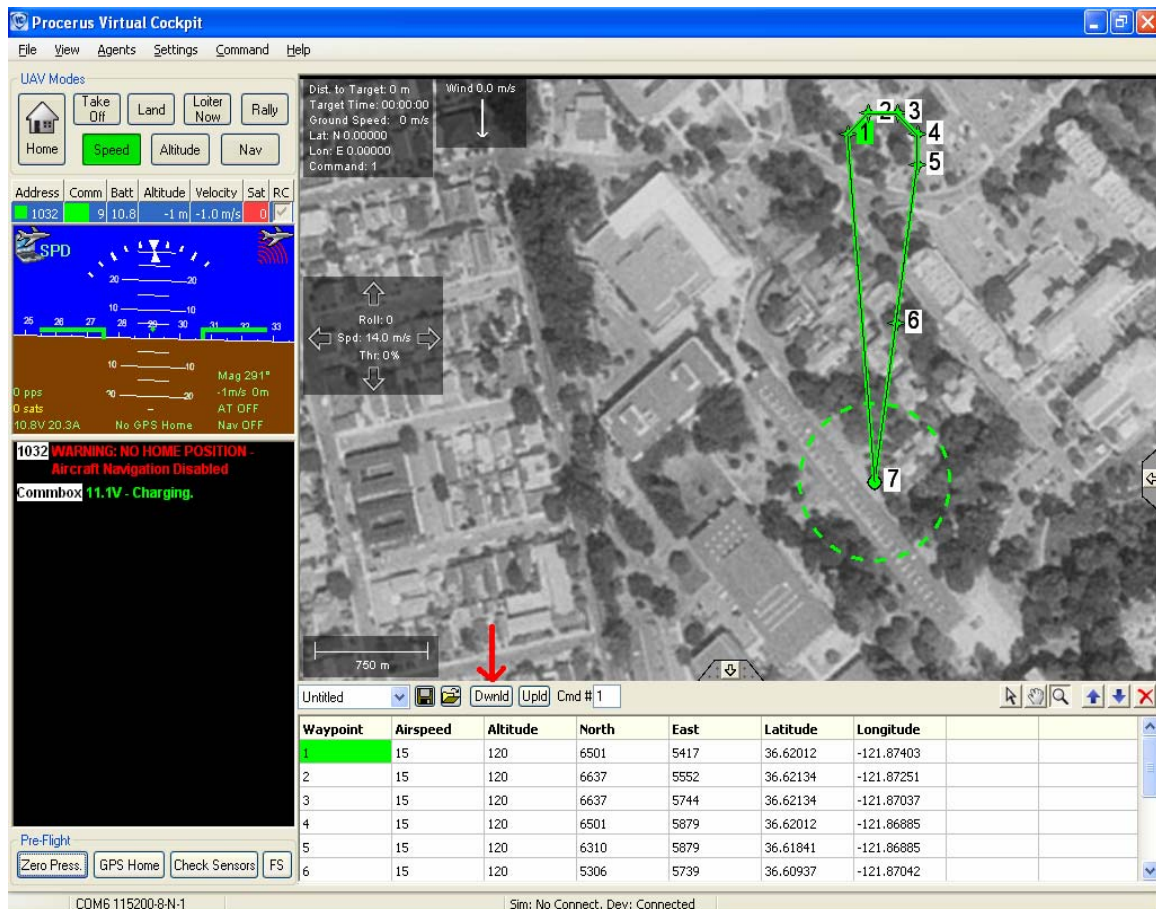 Procerus Virtual Cockpit
File View Agents Settings Command Help
UAV Modes
Home
Take Off
Land
Loiter Now
Rally
Speed
Altitude
Nav
Address Comm Batt Altitude Velocity Sat RC
1032 9 10.8 -1 m -1.0 m/s 0
SPD
20 20
10 10
25 26 27 28 29 30 31 32 33
10 10
20 20
Mag 291°
0 pps -1m/s 0m
0 sats AT OFF
10.8V 20.3A No GPS Home Nav OFF
1032 WARNING: NO HOME POSITION -
Aircraft Navigation Disabled
Commbox 11.1V - Charging.
Pre-Flight
Zero Press. GPS Home Check Sensors FS
Dist. to Target: 0 m
Target Time: 00:00:00
Ground Speed: 0 m/s
Lat: N 0.00000
Lon: E 0.00000
Command: 1
Wind 0.0 m/s
Roll: 0
Spd: 14.0 m/s
Thr: 0%
1
2
3
4
5
6
7
750 m
Untitled Dwnld Upld Cmd # 1
Waypoint Airspeed Altitude North East Latitude Longitude
1 15 120 6501 5417 36.62012 -121.87403
2 15 120 6637 5552 36.62134 -121.87251
3 15 120 6637 5744 36.62134 -121.87037
4 15 120 6501 5879 36.62012 -121.86885
5 15 120 6310 5879 36.61841 -121.86885
6 15 120 5306 5739 36.60937 -121.87042
COM6 115200-8-N-1 Sim: No Connect, Dev: Connected